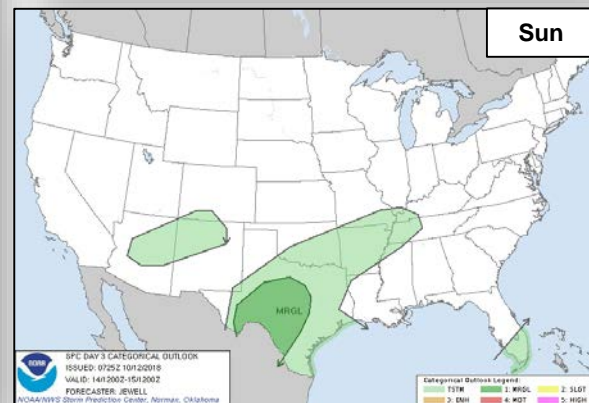 Sun
MRGL
NOAA
SPC DAY 3 CATEGORICAL OUTLOOK
ISSUED: 0725Z 10/12/2018
VALID: 14/1200Z-15/1200Z
FORECASTER: JEWELL
NOAA/NWS Storm Prediction Center, Norman, Oklahoma
Categorical Outlook Legend:
TSTM 1: MRGL 2: SLGT
3: ENH 4: MDT 5: HIGH